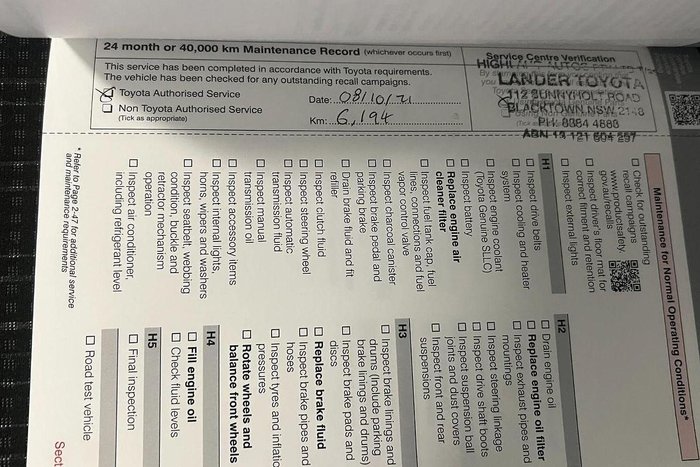 24 month or 40,000 km Maintenance Record (whichever occurs first)
This service has been completed in accordance with Toyota requirements.
The vehicle has been checked for any outstanding recall campaigns.
Toyota Authorised Service
Non Toyota Authorised Service
(Tick as appropriate)
Date: 08/10/21
Km: 6,194
Service Centre Verification
LANDER TOYOTA
112 SUNNYHOLT ROAD
BLACKTOWN NSW 2148
PH: 8884 4888
ABN 13 121 604 297
Maintenance for Normal Operating Conditions*
Check for outstanding
recall campaigns
www.productsafety.
gov.au/recalls
Inspect driver's floor mat for
correct fitment and retention
Inspect external lights
H1
Inspect drive belts
Inspect cooling and heater
system
Inspect engine coolant
(Toyota Genuine SLLC)
Inspect battery
Replace engine air
cleaner filter
Inspect fuel tank cap, fuel
lines, connections and fuel
vapor control valve
Inspect charcoal canister
Inspect brake pedal and
parking brake
Drain brake fluid and fit
refiller
Inspect clutch fluid
Inspect steering wheel
Inspect automatic
transmission fluid
Inspect manual
transmission oil
Inspect accessory items
Inspect internal lights,
horns, wipers and washers
Inspect seatbelt, webbing
condition, buckle and
retractor mechanism
operation
Inspect air conditioner,
including refrigerant level
H2
Drain engine oil
Replace engine oil filter
Inspect exhaust pipes and
mountings
Inspect steering linkage
Inspect drive shaft boots
Inspect suspension ball
joints and dust covers
Inspect front and rear
suspensions
H3
Inspect brake linings and
drums (Include parking
brake linings and drums)
Inspect brake pads and
discs
Replace brake fluid
Inspect brake pipes and
hoses
Inspect tyres and inflatio
pressures
Rotate wheels and
balance front wheels
H4
Fill engine oil
Check fluid levels
H5
Final inspection
Road test vehicle
* Refer to Page 2-47 for additional service
and maintenance requirements
Sect